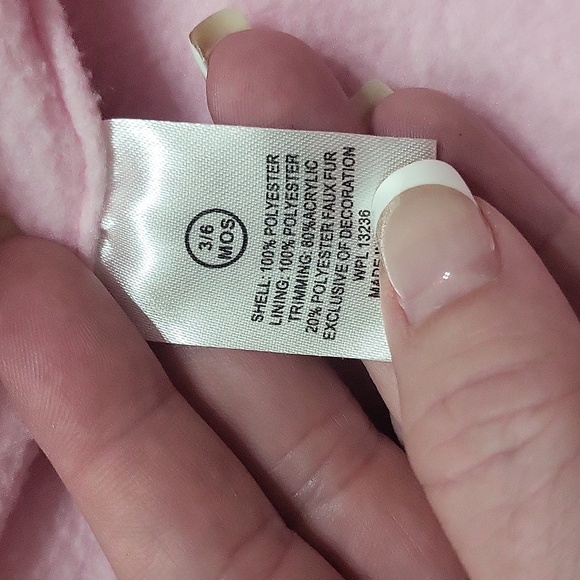 3/6
MOS
SHELL: 100% POLYESTER
LINING: 100% POLYESTER
TRIMMING: 80%ACRYLIC
20% POLYESTER FAUX FUR
EXCLUSIVE OF DECORATION
WPL 13236
MADE